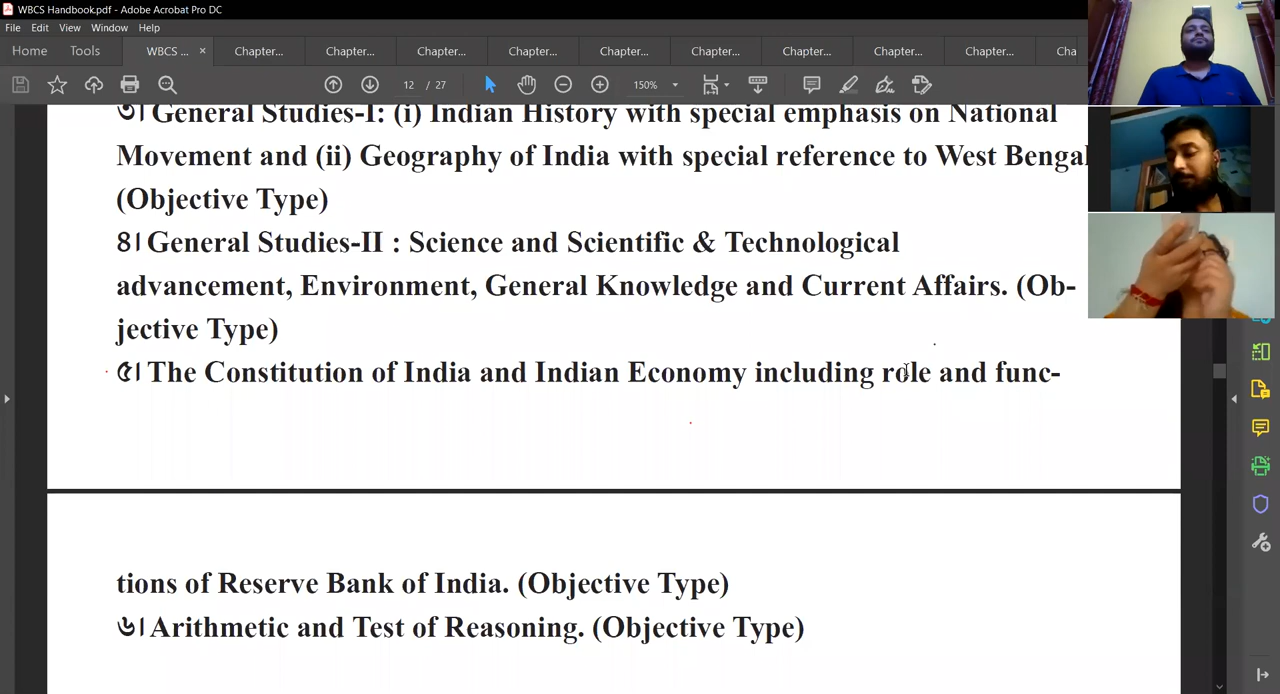 WBCS Handbook.pdf - Adobe Acrobat Pro DC
File Edit View Window Help
Home Tools WBCS ... × Chapter... Chapter... Chapter... Chapter... Chapter... Chapter... Chapter... Chapter... Chapter... Cha
12 / 27 150%
৩। General Studies-I: (i) Indian History with special emphasis on National
Movement and (ii) Geography of India with special reference to West Bengal
(Objective Type)
৪। General Studies-II : Science and Scientific & Technological
advancement, Environment, General Knowledge and Current Affairs. (Ob-
jective Type)
৫। The Constitution of India and Indian Economy including role and func-
tions of Reserve Bank of India. (Objective Type)
৬। Arithmetic and Test of Reasoning. (Objective Type)